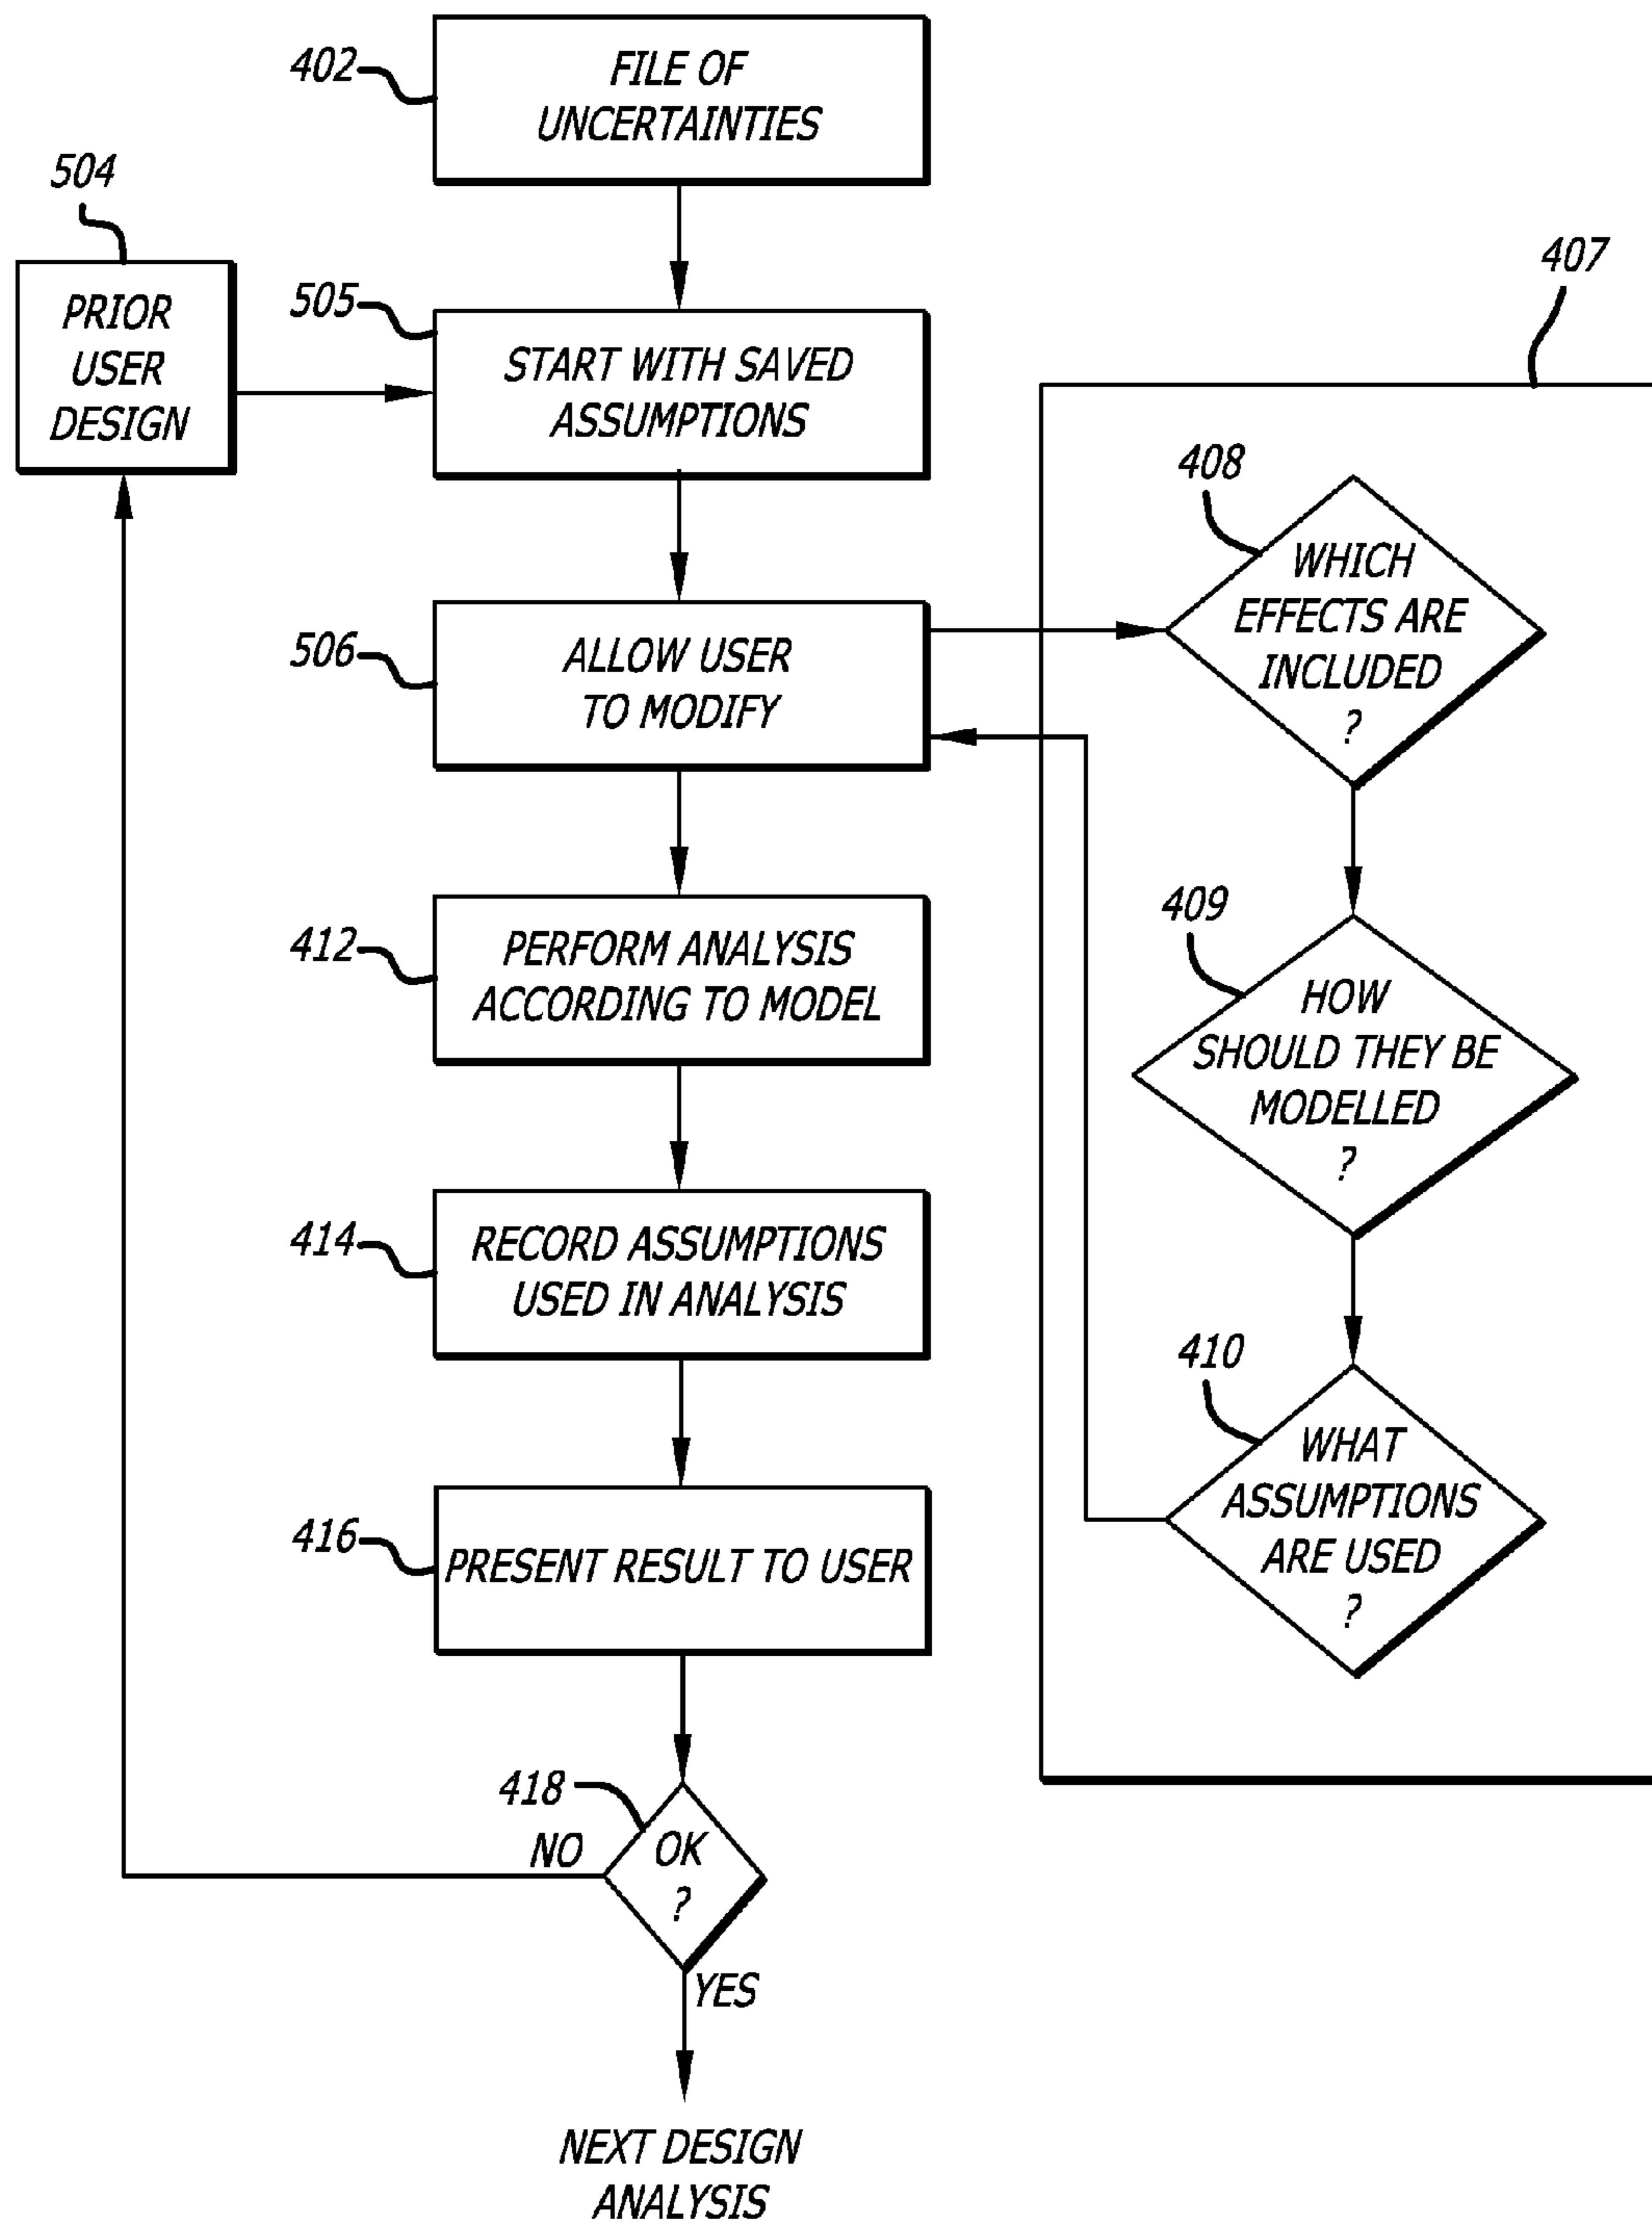 402
FILE OF
UNCERTAINTIES
504
PRIOR
USER
DESIGN
505
START WITH SAVED
ASSUMPTIONS
407
506
ALLOW USER
TO MODIFY
408
WHICH
EFFECTS ARE
INCLUDED
?
412
PERFORM ANALYSIS
ACCORDING TO MODEL
409
HOW
SHOULD THEY BE
MODELLED
?
414
RECORD ASSUMPTIONS
USED IN ANALYSIS
410
WHAT
ASSUMPTIONS
ARE USED
?
416
PRESENT RESULT TO USER
418
NO
OK
?
YES
NEXT DESIGN
ANALYSIS